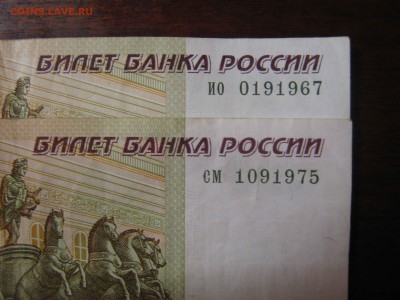 COINS.LAVE.RU
БИЛЕТ БАНКА РОССИИ
ио 0191967
БИЛЕТ БАНКА РОССИИ
см 1091975